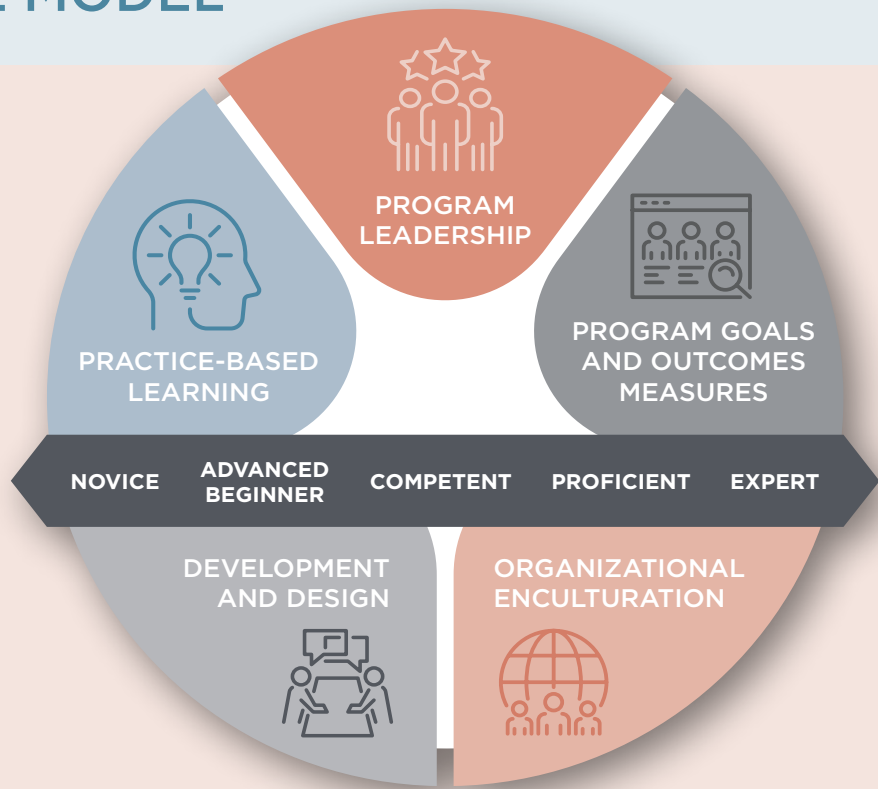 MODEL
PROGRAM
LEADERSHIP
PRACTICE-BASED
LEARNING
PROGRAM GOALS
AND OUTCOMES
MEASURES
NOVICE
ADVANCED
BEGINNER
COMPETENT
PROFICIENT
EXPERT
DEVELOPMENT
AND DESIGN
ORGANIZATIONAL
ENCULTURATION